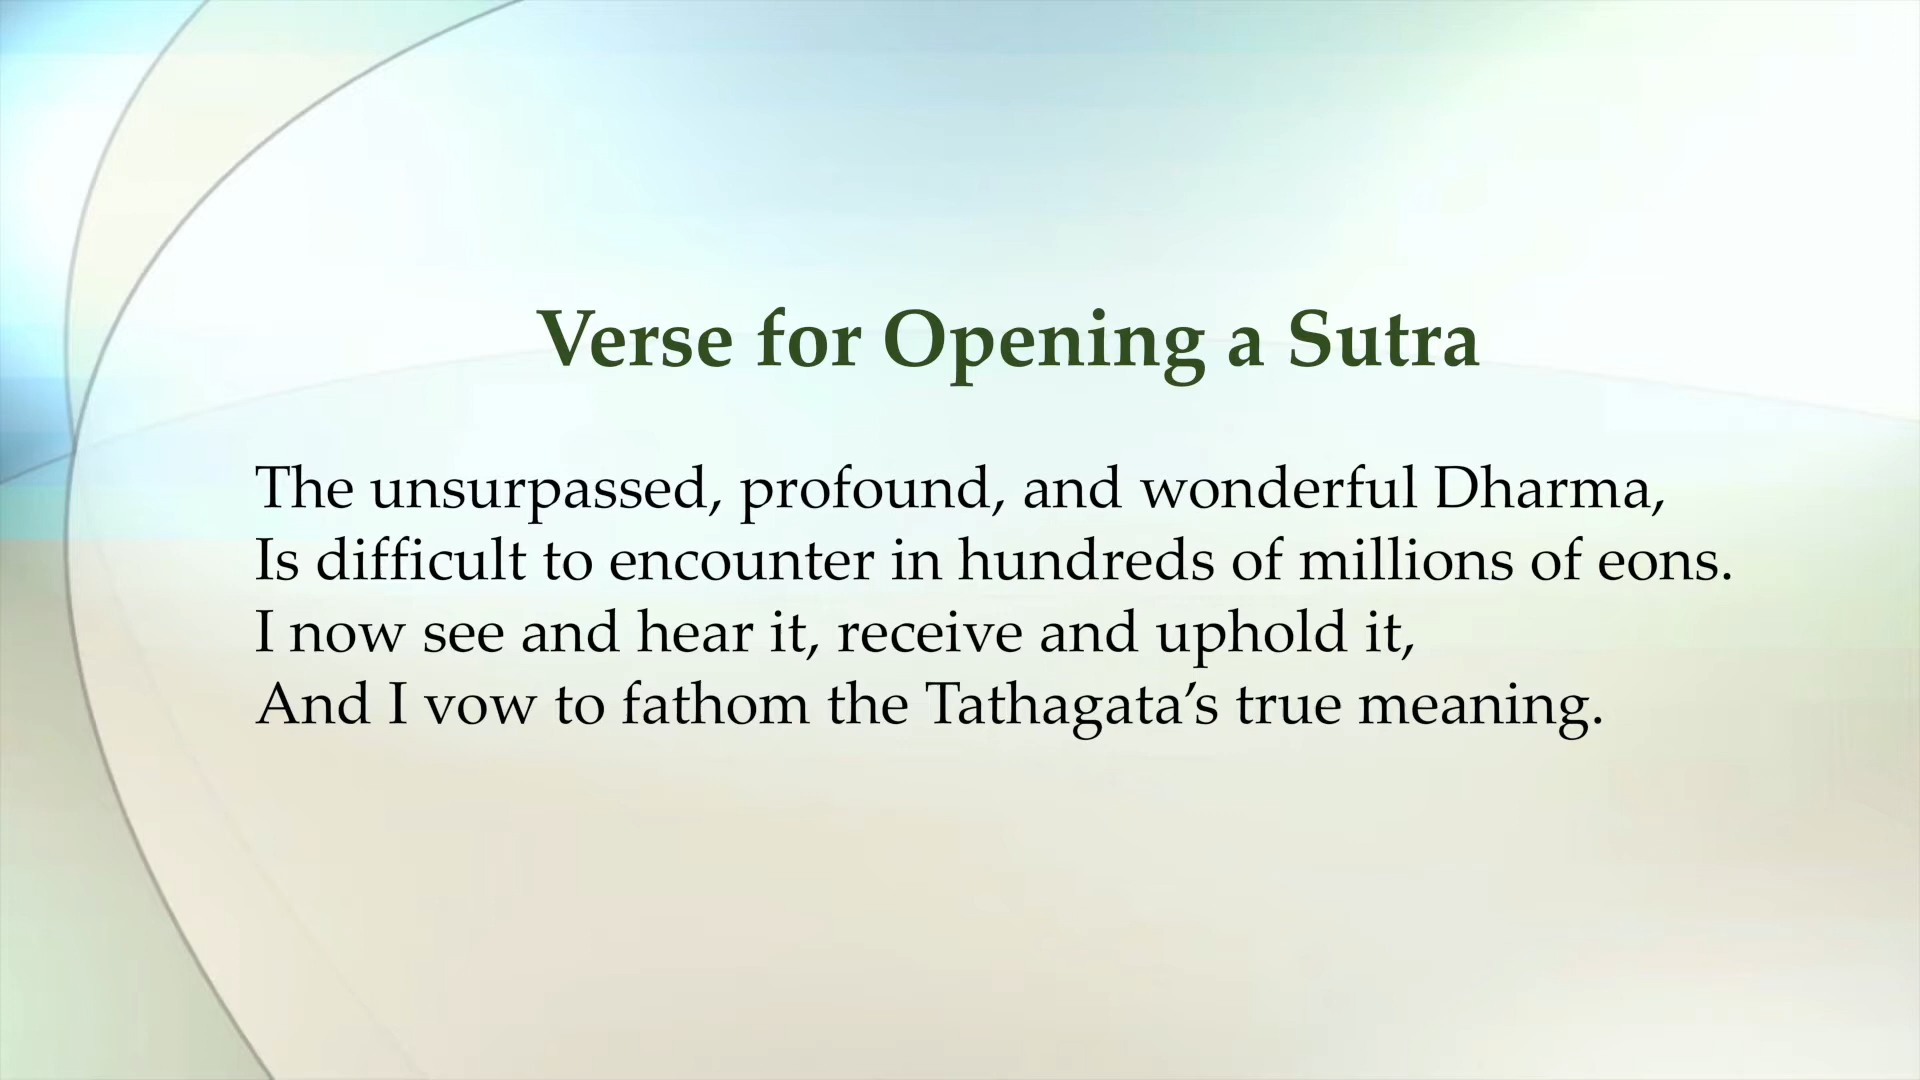 Verse for Opening a Sutra
The unsurpassed, profound, and wonderful Dharma,
Is difficult to encounter in hundreds of millions of eons.
I now see and hear it, receive and uphold it,
And I vow to fathom the Tathagata’s true meaning.